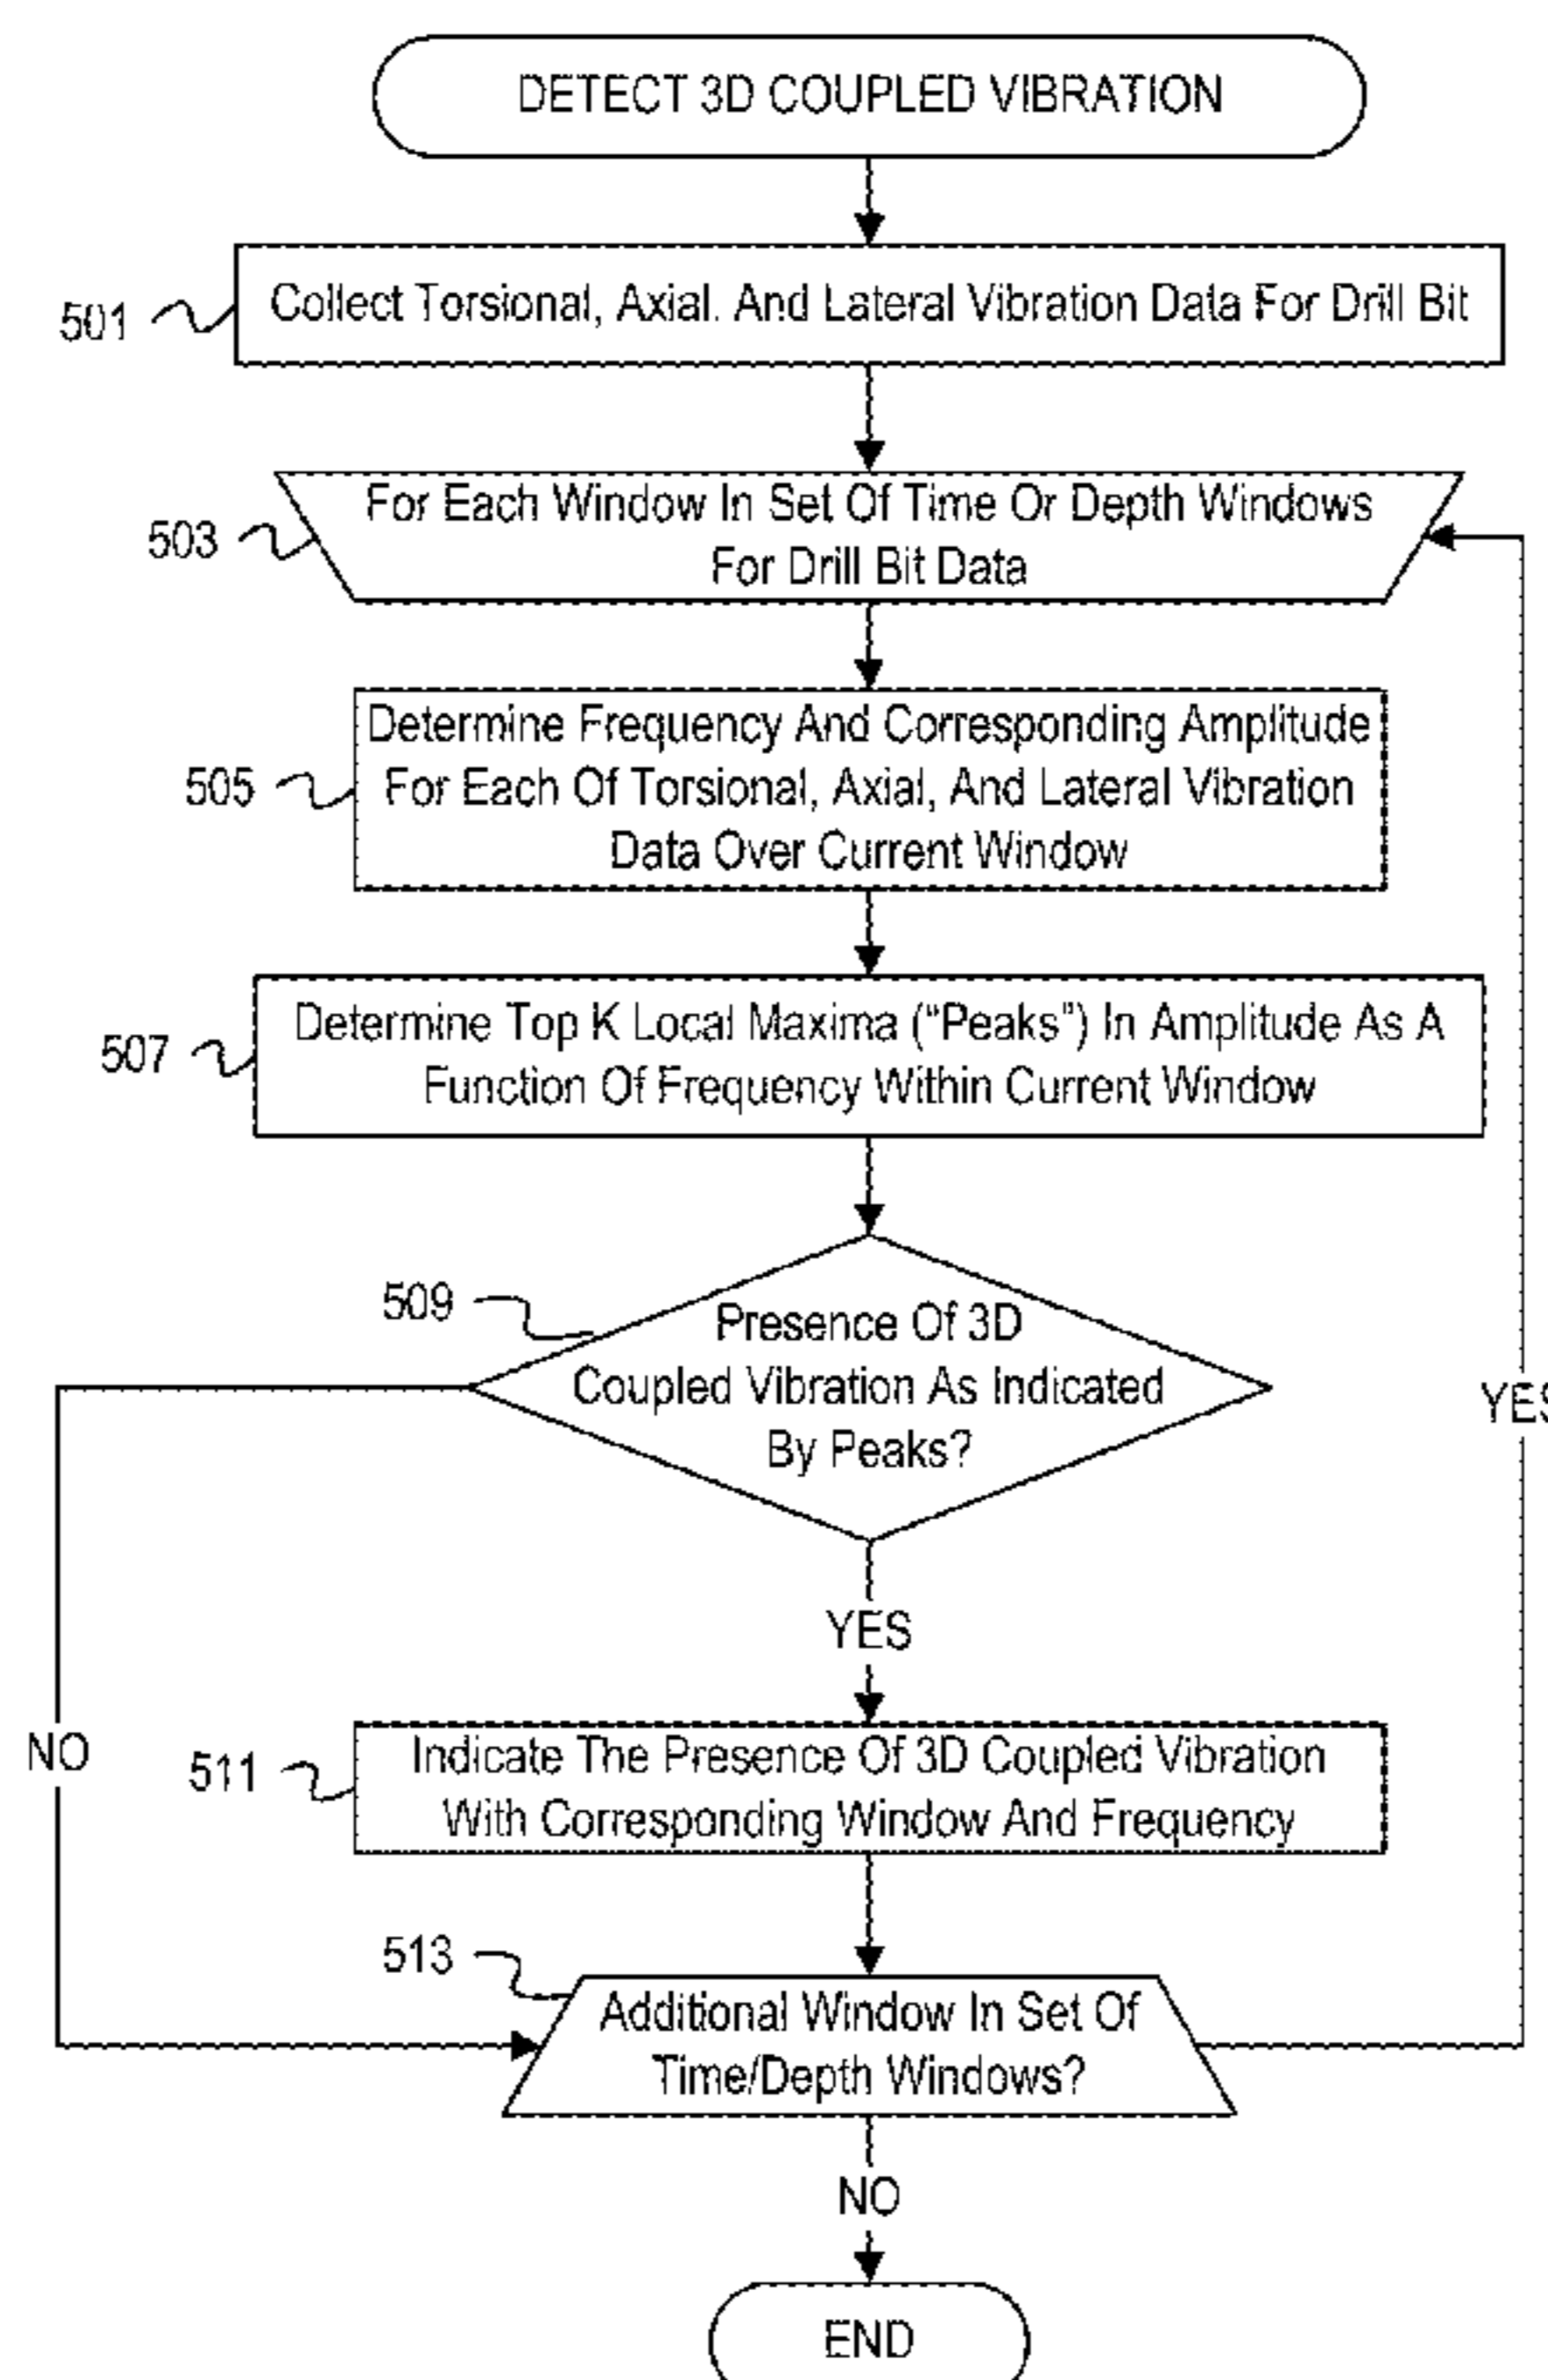 DETECT 3D COUPLED VIBRATION
501
Collect Torsional, Axial. And Lateral Vibration Data For Drill Bit
503
For Each Window In Set Of Time Or Depth Windows
For Drill Bit Data
505
Determine Frequency And Corresponding Amplitude
For Each Of Torsional, Axial, And Lateral Vibration
Data Over Current Window
507
Determine Top K Local Maxima (“Peaks”) In Amplitude As A
Function Of Frequency Within Current Window
509
Presence Of 3D
Coupled Vibration As Indicated
By Peaks?
YES
YES
NO
511
Indicate The Presence Of 3D Coupled Vibration
With Corresponding Window And Frequency
513
Additional Window In Set Of
Time/Depth Windows?
NO
END